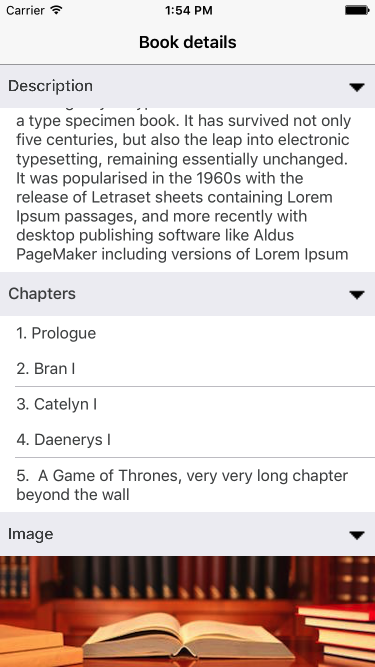 Carrier 1:54 PM
Book details
Description
a type specimen book. It has survived not only
five centuries, but also the leap into electronic
typesetting, remaining essentially unchanged.
It was popularised in the 1960s with the
release of Letraset sheets containing Lorem
Ipsum passages, and more recently with
desktop publishing software like Aldus
PageMaker including versions of Lorem Ipsum
Chapters
1. Prologue
2. Bran I
3. Catelyn I
4. Daenerys I
5.  A Game of Thrones, very very long chapter
beyond the wall
Image